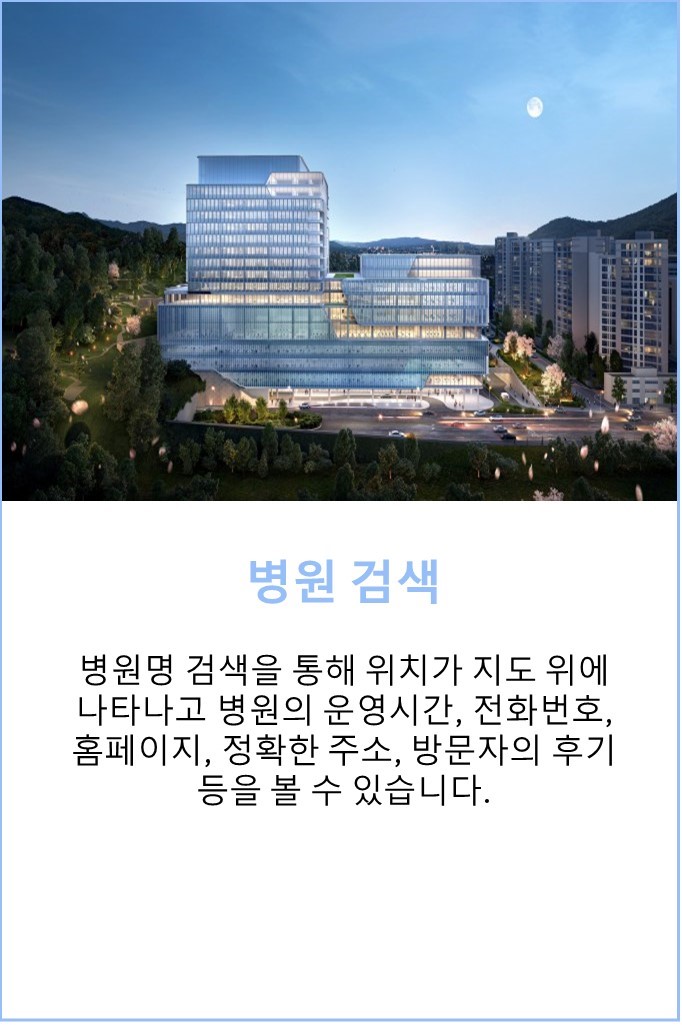 병원 검색
병원명 검색을 통해 위치가 지도 위에
나타나고 병원의 운영시간, 전화번호,
홈페이지, 정확한 주소, 방문자의 후기
등을 볼 수 있습니다.